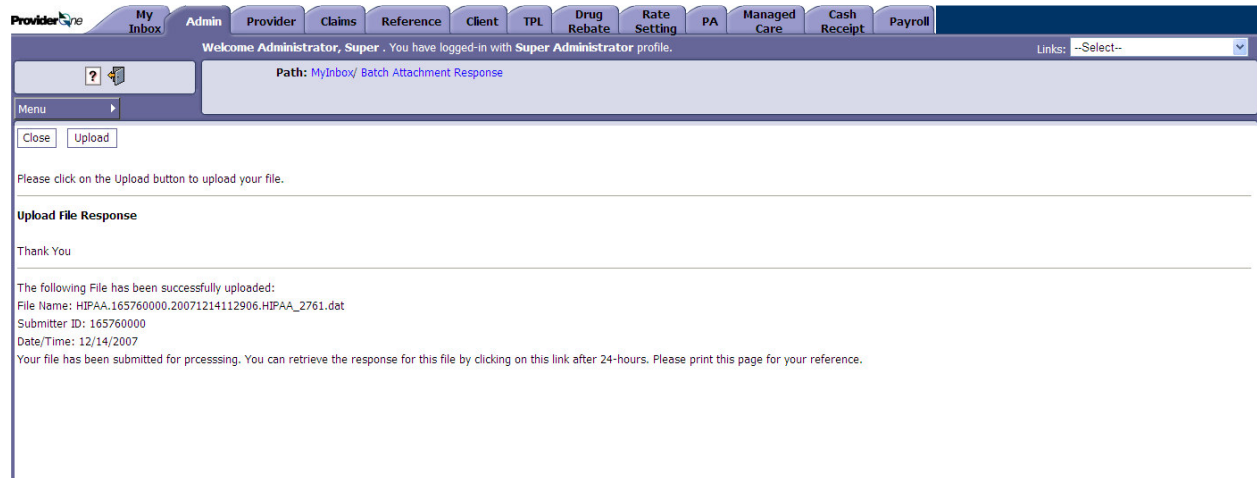 ProviderOne My Inbox Admin Provider Claims Reference Client TPL Drug Rebate Rate Setting PA Managed Care Cash Receipt Payroll
Welcome Administrator, Super . You have logged-in with Super Administrator profile. Links: --Select--
? Path: MyInbox/ Batch Attachment Response
Menu
Close Upload
Please click on the Upload button to upload your file.
Upload File Response
Thank You
The following File has been successfully uploaded:
File Name: HIPAA.165760000.20071214112906.HIPAA_2761.dat
Submitter ID: 165760000
Date/Time: 12/14/2007
Your file has been submitted for prcesssing. You can retrieve the response for this file by clicking on this link after 24-hours. Please print this page for your reference.